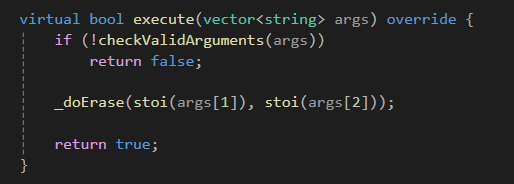 virtual bool execute(vector<string> args) override {
if (!checkValidArguments(args))
return false;
_doErase(stoi(args[1]), stoi(args[2]));
return true;
}